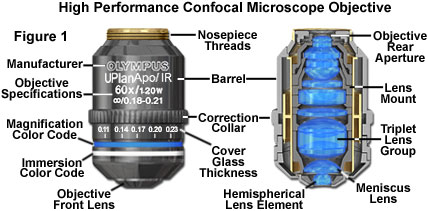 High Performance Confocal Microscope Objective
Figure 1
Nosepiece
Threads
Manufacturer
Objective
Specifications
Magnification
Color Code
Immersion
Color Code
Objective
Front Lens
OLYMPUS
UPlanApo/IR
60x/1.20W
∞/0.18-0.21
0.11 0.14 0.17 0.20 0.23
Barrel
Correction
Collar
Cover
Glass
Thickness
Hemispherical
Lens Element
Objective
Rear
Aperture
Lens
Mount
Triplet
Lens
Group
Meniscus
Lens